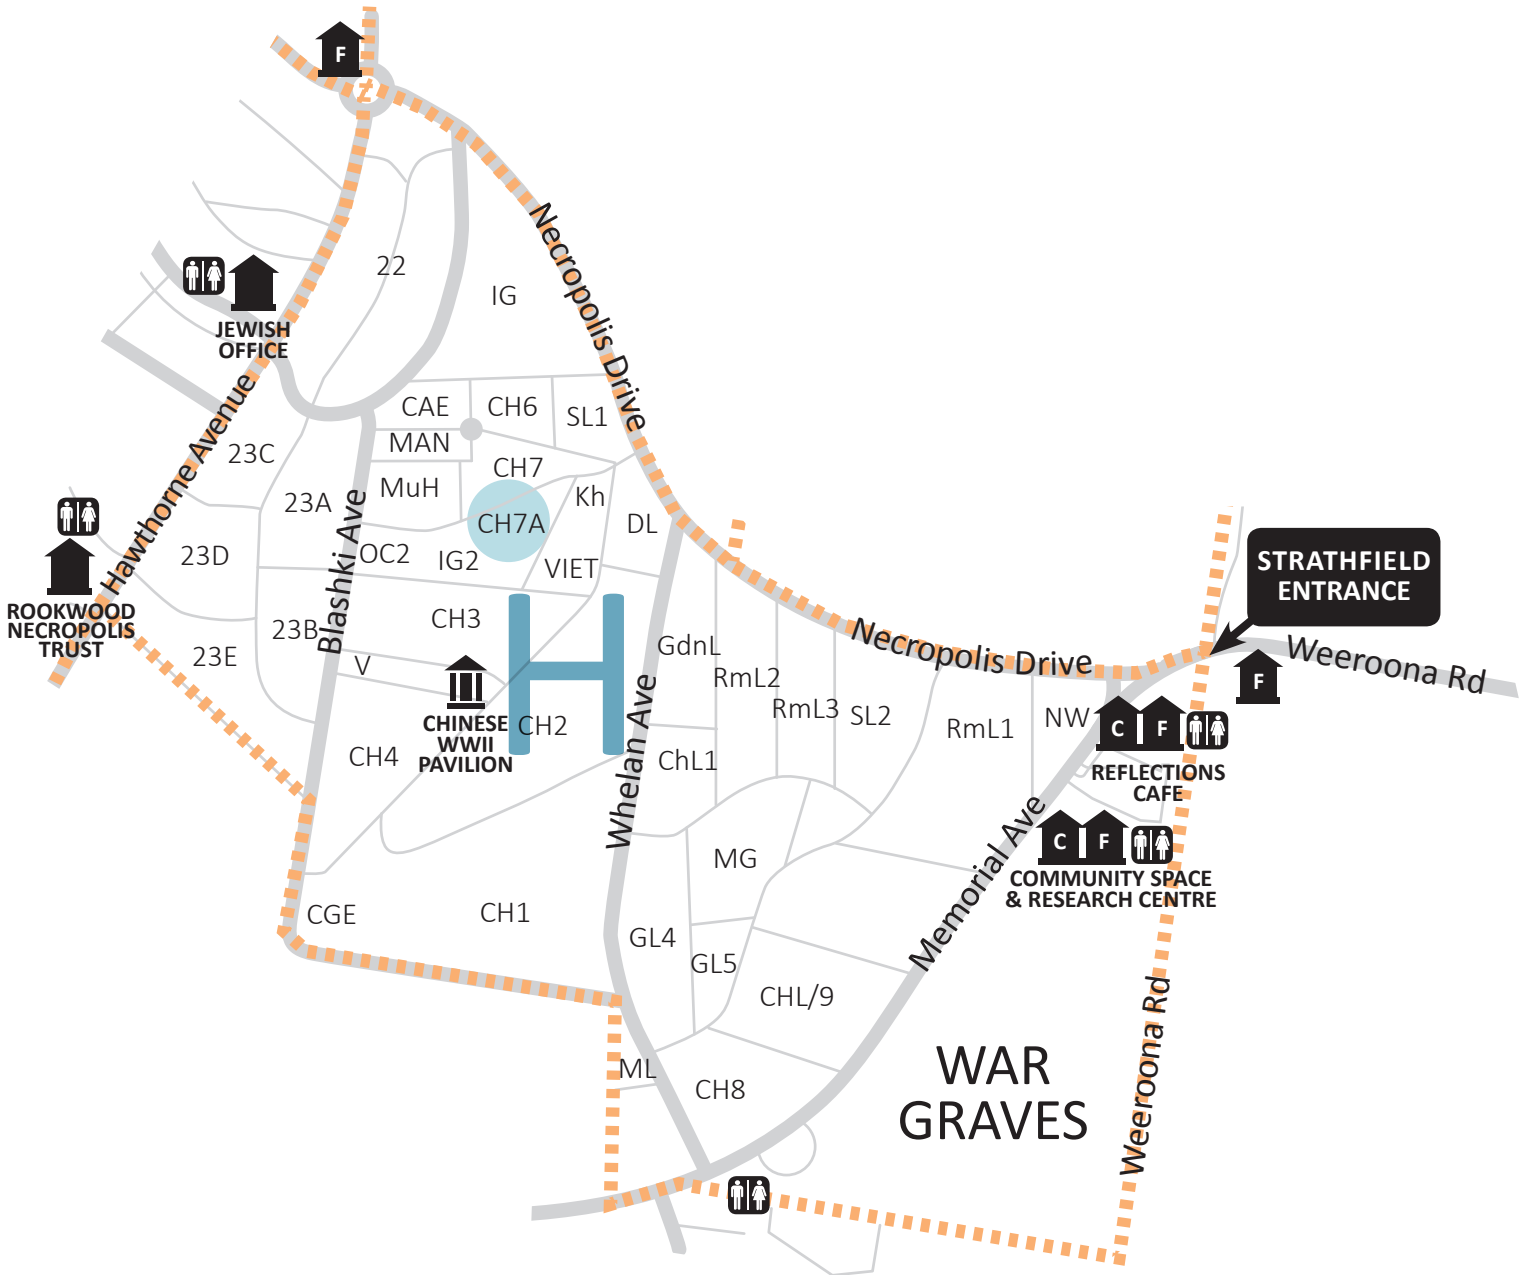 F
Necropolis Drive
22
IG
JEWISH
OFFICE
Hawthorne Avenue
CAE
CH6
SL1
MAN
23C
CH7
MuH
Kh
23A
Blashki Ave
CH7A
DL
OC2
IG2
23D
VIET
STRATHFIELD
ENTRANCE
ROOKWOOD
NECROPOLIS
TRUST
CH3
23B
H
GdnL
Necropolis Drive
Weeroona Rd
23E
V
RmL2
F
RmL3
SL2
NW
CHINESE
WWII
PAVILION
CH2
RmL1
C
F
CH4
Whelan Ave
ChL1
REFLECTIONS
CAFE
C
F
MG
Memorial Ave
COMMUNITY SPACE
& RESEARCH CENTRE
CGE
CH1
GL4
GL5
CHL/9
Weeroona Rd
WAR
GRAVES
ML
CH8